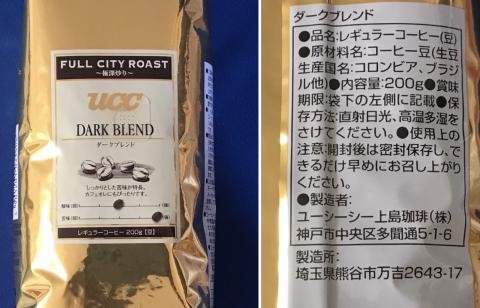 FULL CITY ROAST
～極深炒り～
UCC
DARK BLEND
ダークブレンド
しっかりとした苦味が特長。
カフェオレにもぴったりです。
酸味(弱)
(強)
苦味(弱)
(強)
レギュラーコーヒー 200g【豆】
ダークブレンド
●品名:レギュラーコーヒー(豆)
●原材料名:コーヒー豆(生豆
生産国名:コロンビア、ブラジ
ル他)●内容量:200g●賞味
期限:袋下の左側に記載●保
存方法:直射日光、高温多湿を
さけてください。●使用上の
注意:開封後は密封保存し、で
きるだけ早めにお召し上がり
ください。
●製造者:
ユーシーシー上島珈琲(株)
神戸市中央区多聞通5-1-6
製造所:
埼玉県熊谷市万吉2643-17